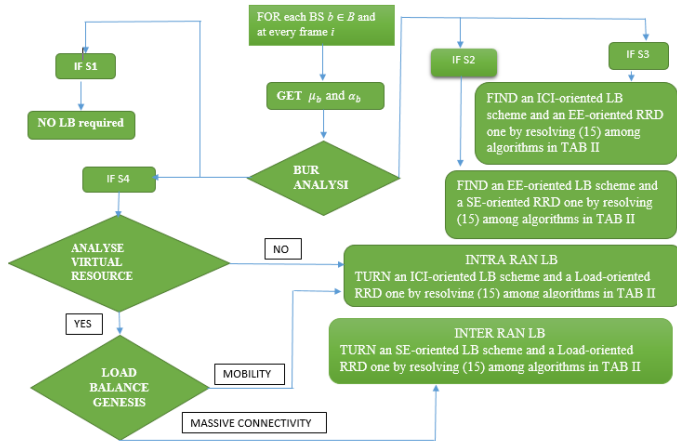 FOR each BS b ∈ B and
at every frame i
IF S1
IF S2
IF S3
GET μb and αb
NO LB required
FIND an ICI-oriented LB
scheme and an EE-oriented RRD
one by resolving (15) among
algorithms in TAB II
BUR
ANALYSI
IF S4
FIND an EE-oriented LB scheme and
a SE-oriented RRD one by resolving
(15) among algorithms in TAB II
ANALYSE
VIRTUAL
RESOURCE
NO
INTRA RAN LB
TURN an ICI-oriented LB scheme and a Load-oriented
RRD one by resolving (15) among algorithms in TAB II
YES
INTER RAN LB
TURN an SE-oriented LB scheme and a Load-oriented
RRD one by resolving (15) among algorithms in TAB II
LOAD
BALANCE
GENESIS
MOBILITY
MASSIVE CONNECTIVITY